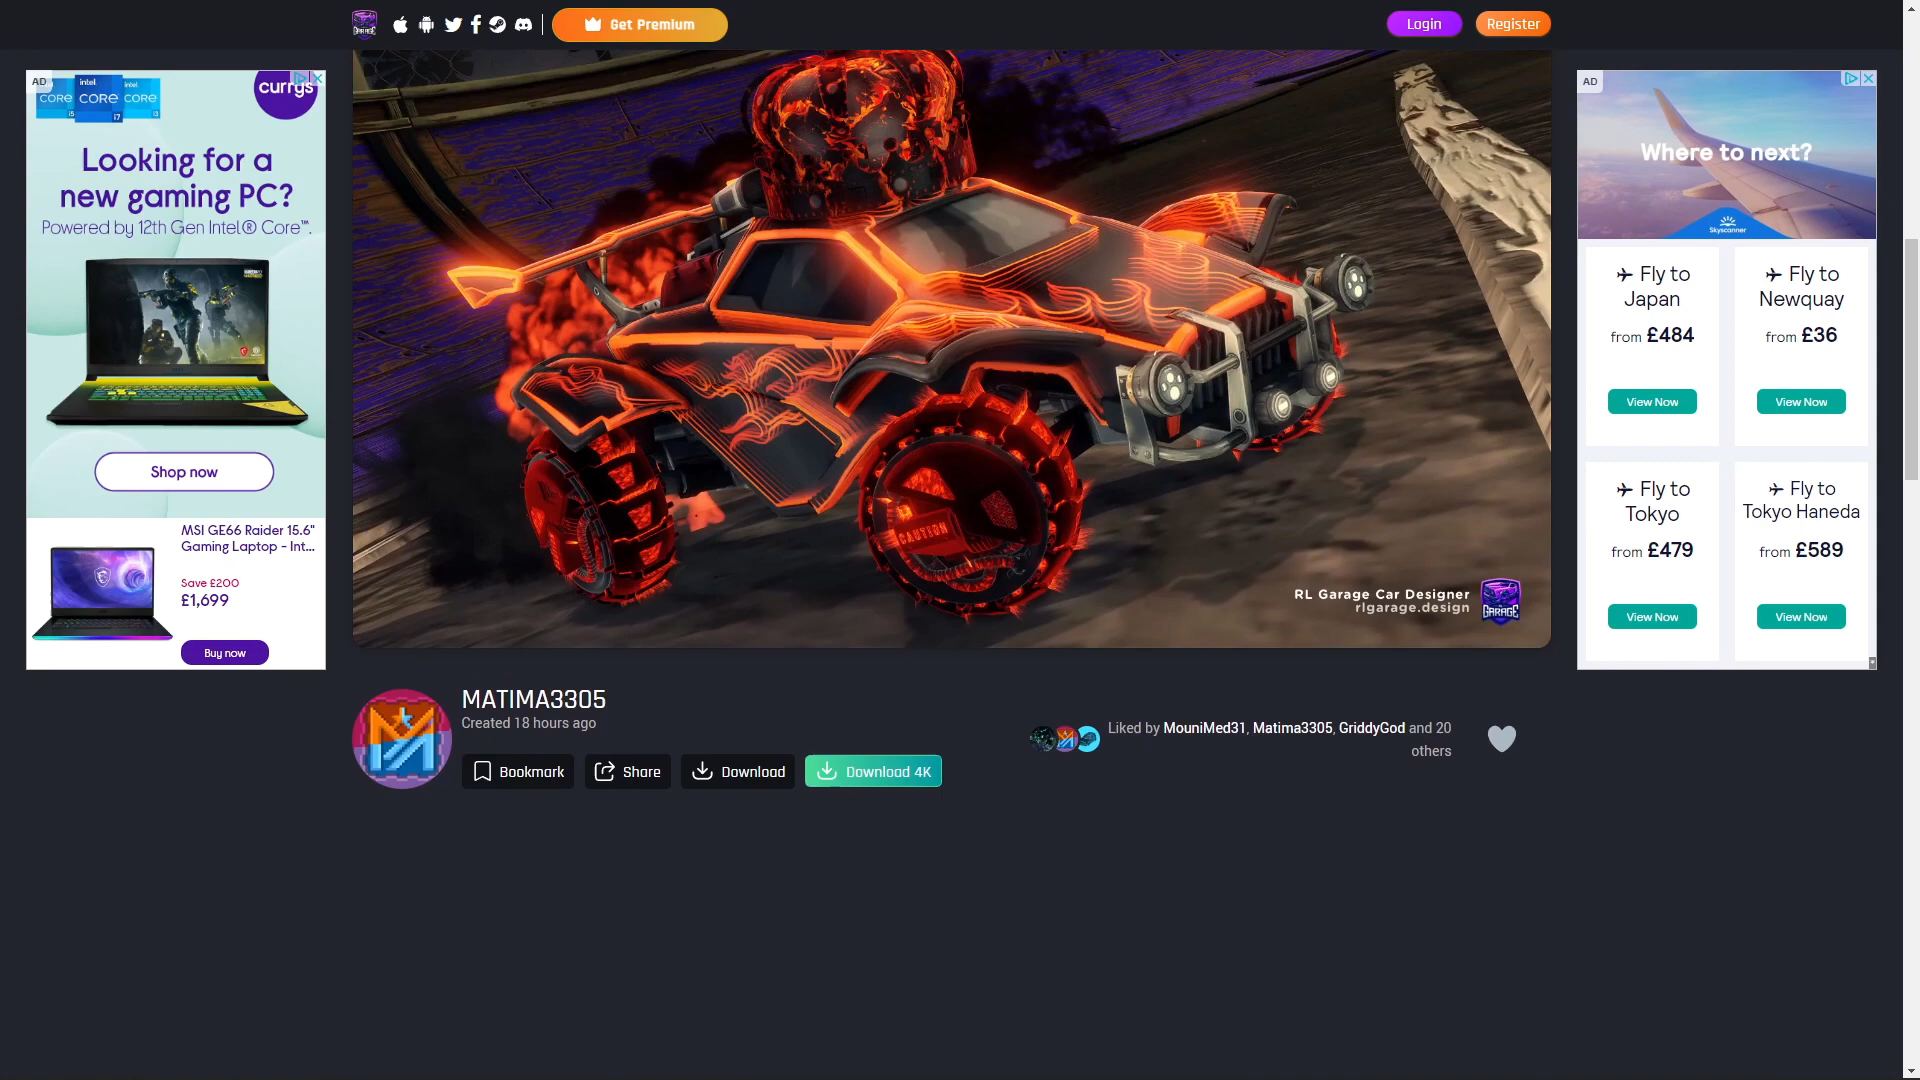 Get Premium
Login
Register
AD
intel
intel.
CORE
CORE
CORE
i5
i7
i3
currys
Looking for a
new gaming PC?
Powered by 12th Gen Intel® Core™.
Shop now
MSI GE66 Raider 15.6"
Gaming Laptop - Int...
Save £200
£1,699
Buy now
CAUTION
RL Garage Car Designer
rlgarage.design
GARAGE
MATIMA3305
Created 18 hours ago
Bookmark
Share
Download
Download 4K
Liked by MouniMed31, Matima3305, GriddyGod and 20
others
AD
Where to next?
Skyscanner
Fly to
Japan
from £484
View Now
Fly to
Newquay
from £36
View Now
Fly to
Tokyo
from £479
View Now
Fly to
Tokyo Haneda
from £589
View Now